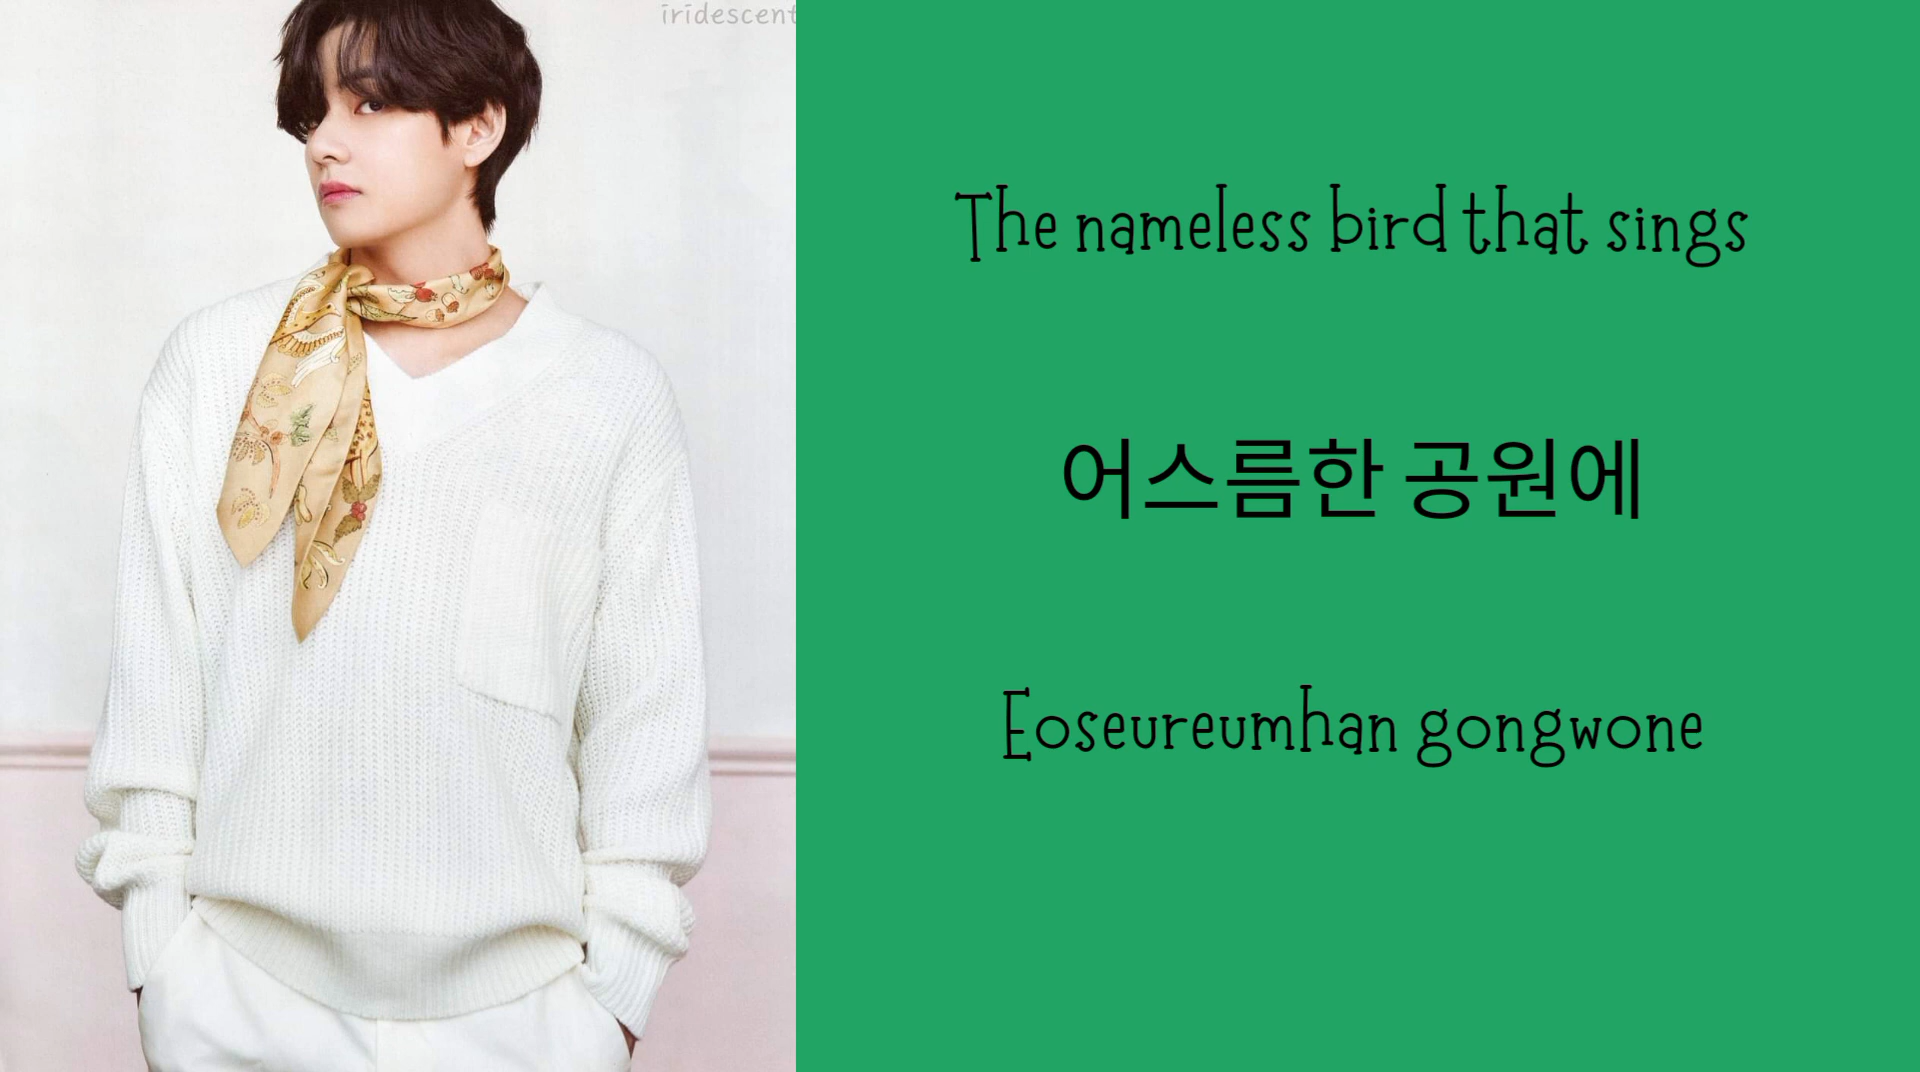 iridescent
The nameless bird that sings
어스름한 공원에
Eoseureumhan gongwone